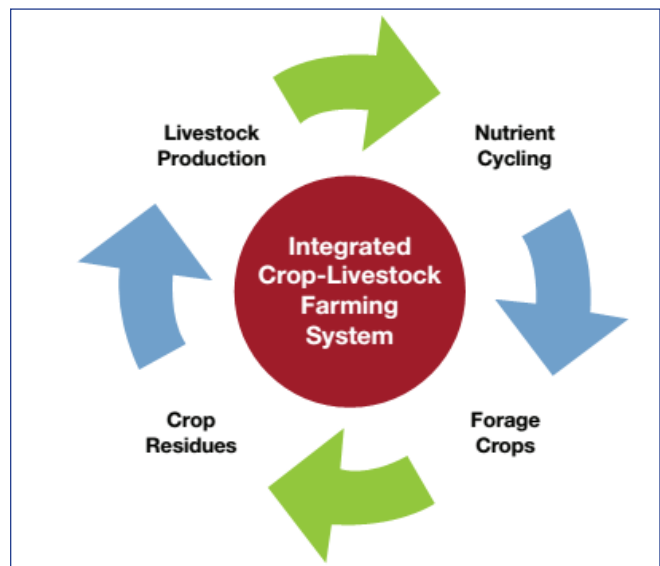 Livestock
Production
Nutrient
Cycling
Integrated
Crop-Livestock
Farming
System
Crop
Residues
Forage
Crops